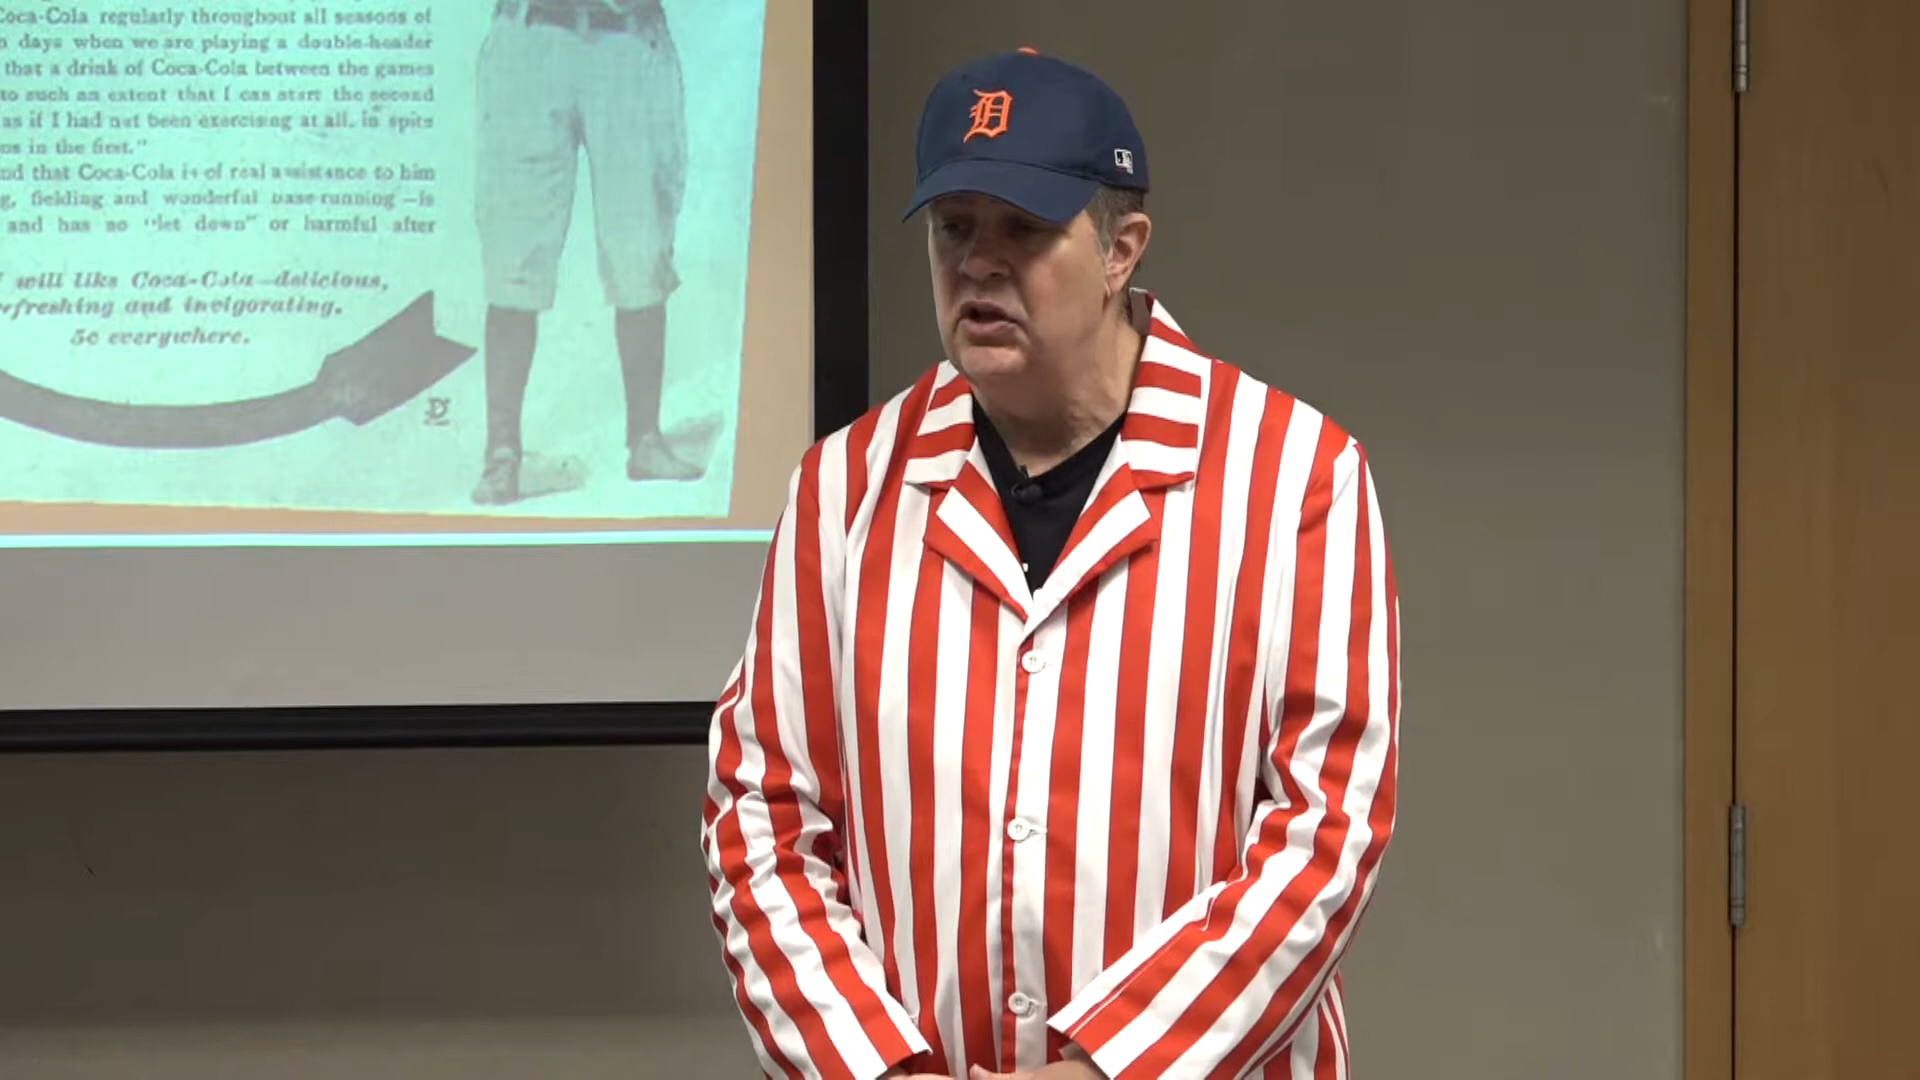 Coca-Cola regularly throughout all seasons of
days when we are playing a double-header
that a drink of Coca-Cola between the games
to such an extent that I can start the second
as if I had not been exercising at all, in spite
in the first."
that Coca-Cola is of real assistance to him
fielding and wonderful base-running—is
and has no "let down" or harmful after
will like Coca-Cola—delicious,
and invigorating.
5c everywhere.
D